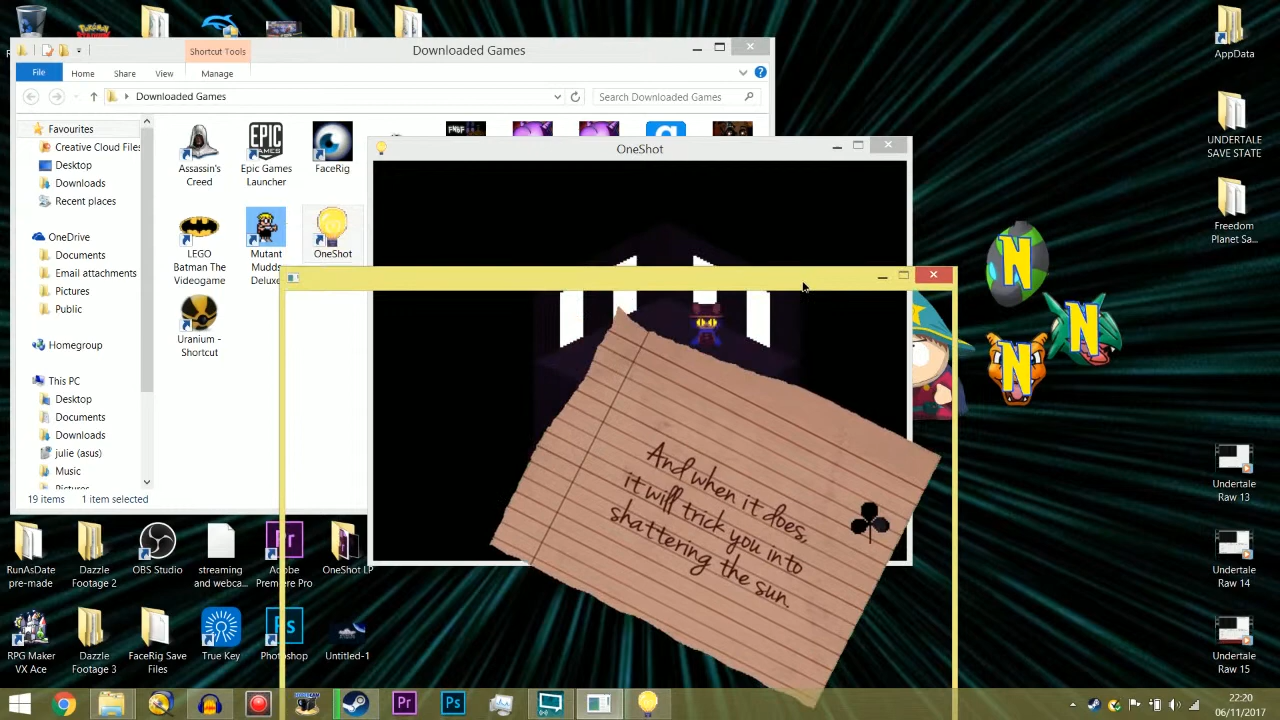 Downloaded Games
Shortcut Tools
File
Home
Share
View
Manage
Downloaded Games
Search Downloaded Games
Favourites
Creative Cloud Files
Desktop
Downloads
Recent places
OneDrive
Documents
Email attachments
Pictures
Public
Homegroup
This PC
Desktop
Documents
Downloads
julie (asus)
Music
19 items
1 item selected
Assassin's
Creed
EPIC
GAMES
Epic Games
Launcher
FaceRig
LEGO
Batman The
Videogame
Mutant
Mudds
Deluxe
OneShot
Uranium -
Shortcut
OneShot
And when it does,
it will trick you into
shattering the sun.
AppData
UNDERTALE
SAVE STATE
Freedom
Planet Sa...
N
N
N
Undertale
Raw 13
Undertale
Raw 14
Undertale
Raw 15
RunAsDate
pre-made
Dazzle
Footage 2
OBS Studio
streaming
and webca...
Adobe
Premiere Pro
OneShot LP
RPG Maker
VX Ace
Dazzle
Footage 3
FaceRig Save
Files
True Key
Photoshop
Untitled-1
Pr
Ps
22:20
06/11/2017